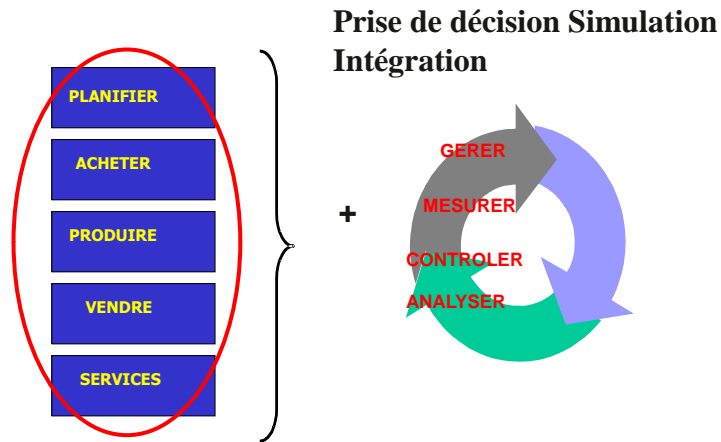 Prise de décision Simulation
Intégration
PLANIFIER
ACHETER
PRODUIRE
VENDRE
SERVICES
+
GERER
MESURER
CONTROLER
ANALYSER